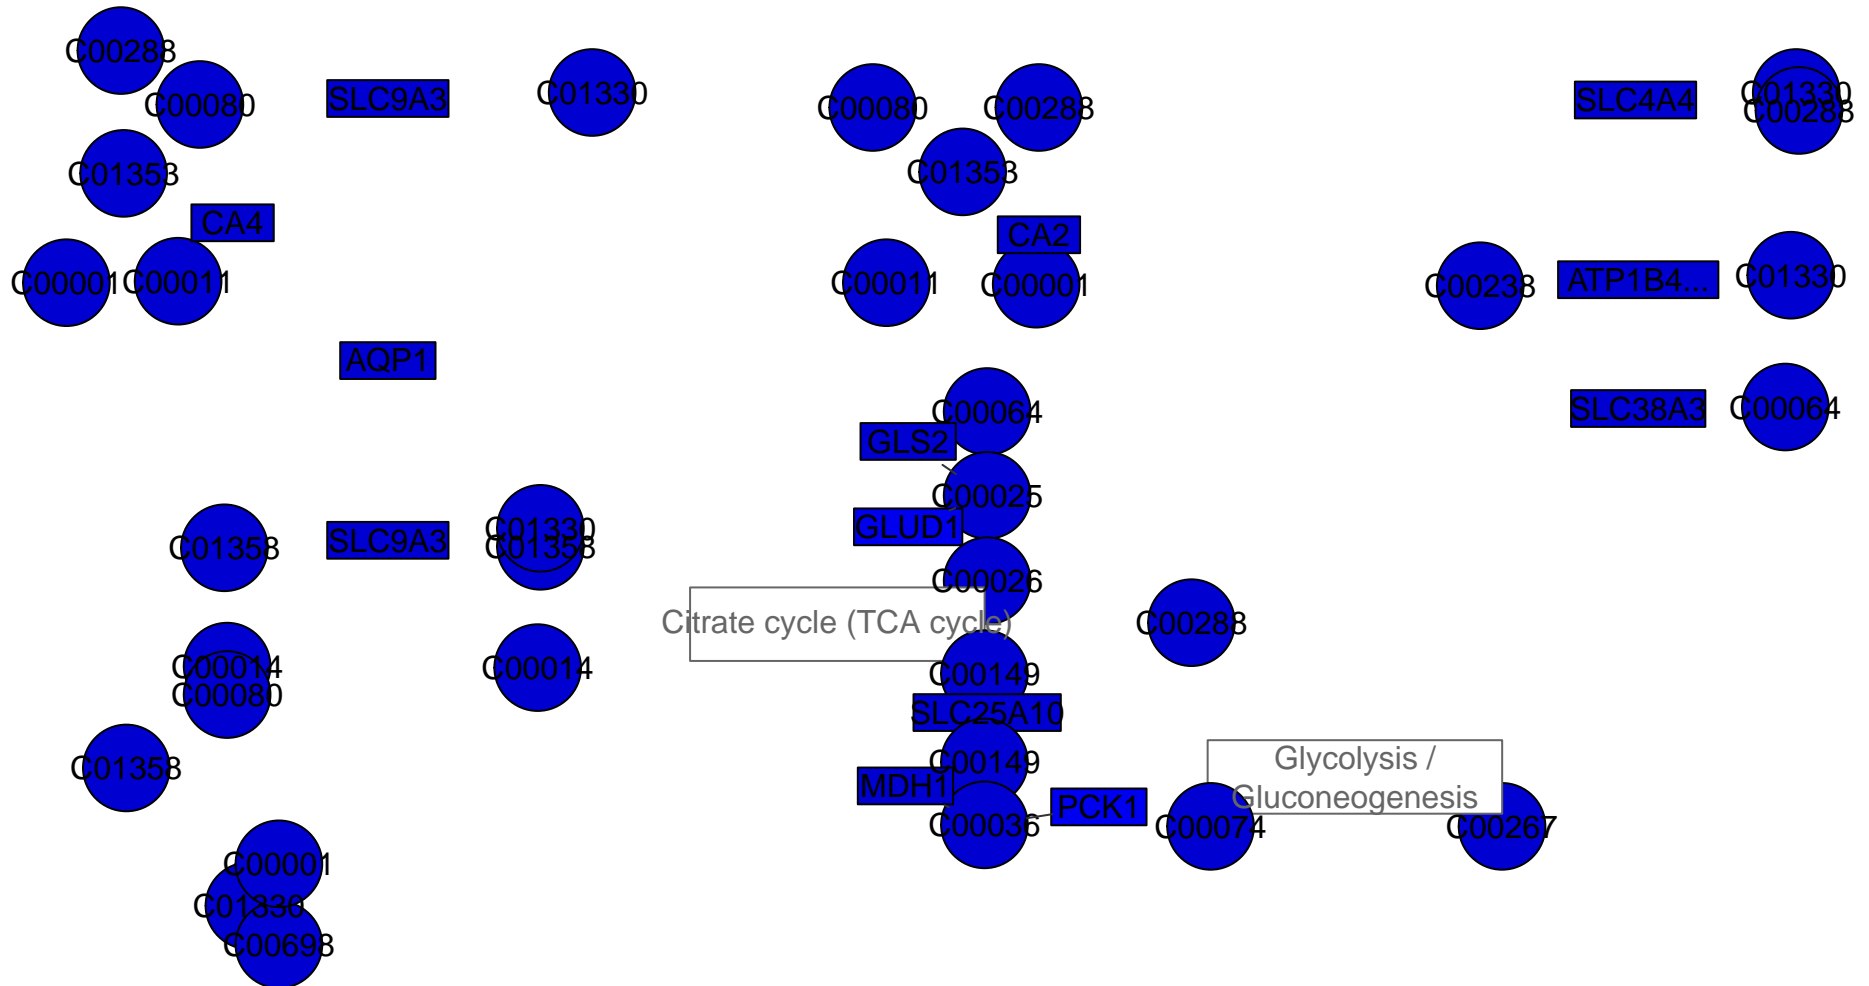 C00288
C00080
SLC9A3
C01330
C00080
C00288
SLC4A4
C01330
C00288
C01353
C01353
CA4
CA2
C00001
C00011
C00011
C00001
C00238
ATP1B4...
C01330
AQP1
C00064
SLC38A3
C00064
GLS2
C00025
GLUD1
C01358
SLC9A3
C01330
C01358
C00026
Citrate cycle (TCA cycle)
C00288
C00014
C00080
C00014
C00149
SLC25A10
C01358
C00149
Glycolysis /
Gluconeogenesis
MDH1
C00036
PCK1
C00074
C00267
C00001
C01330
C00698